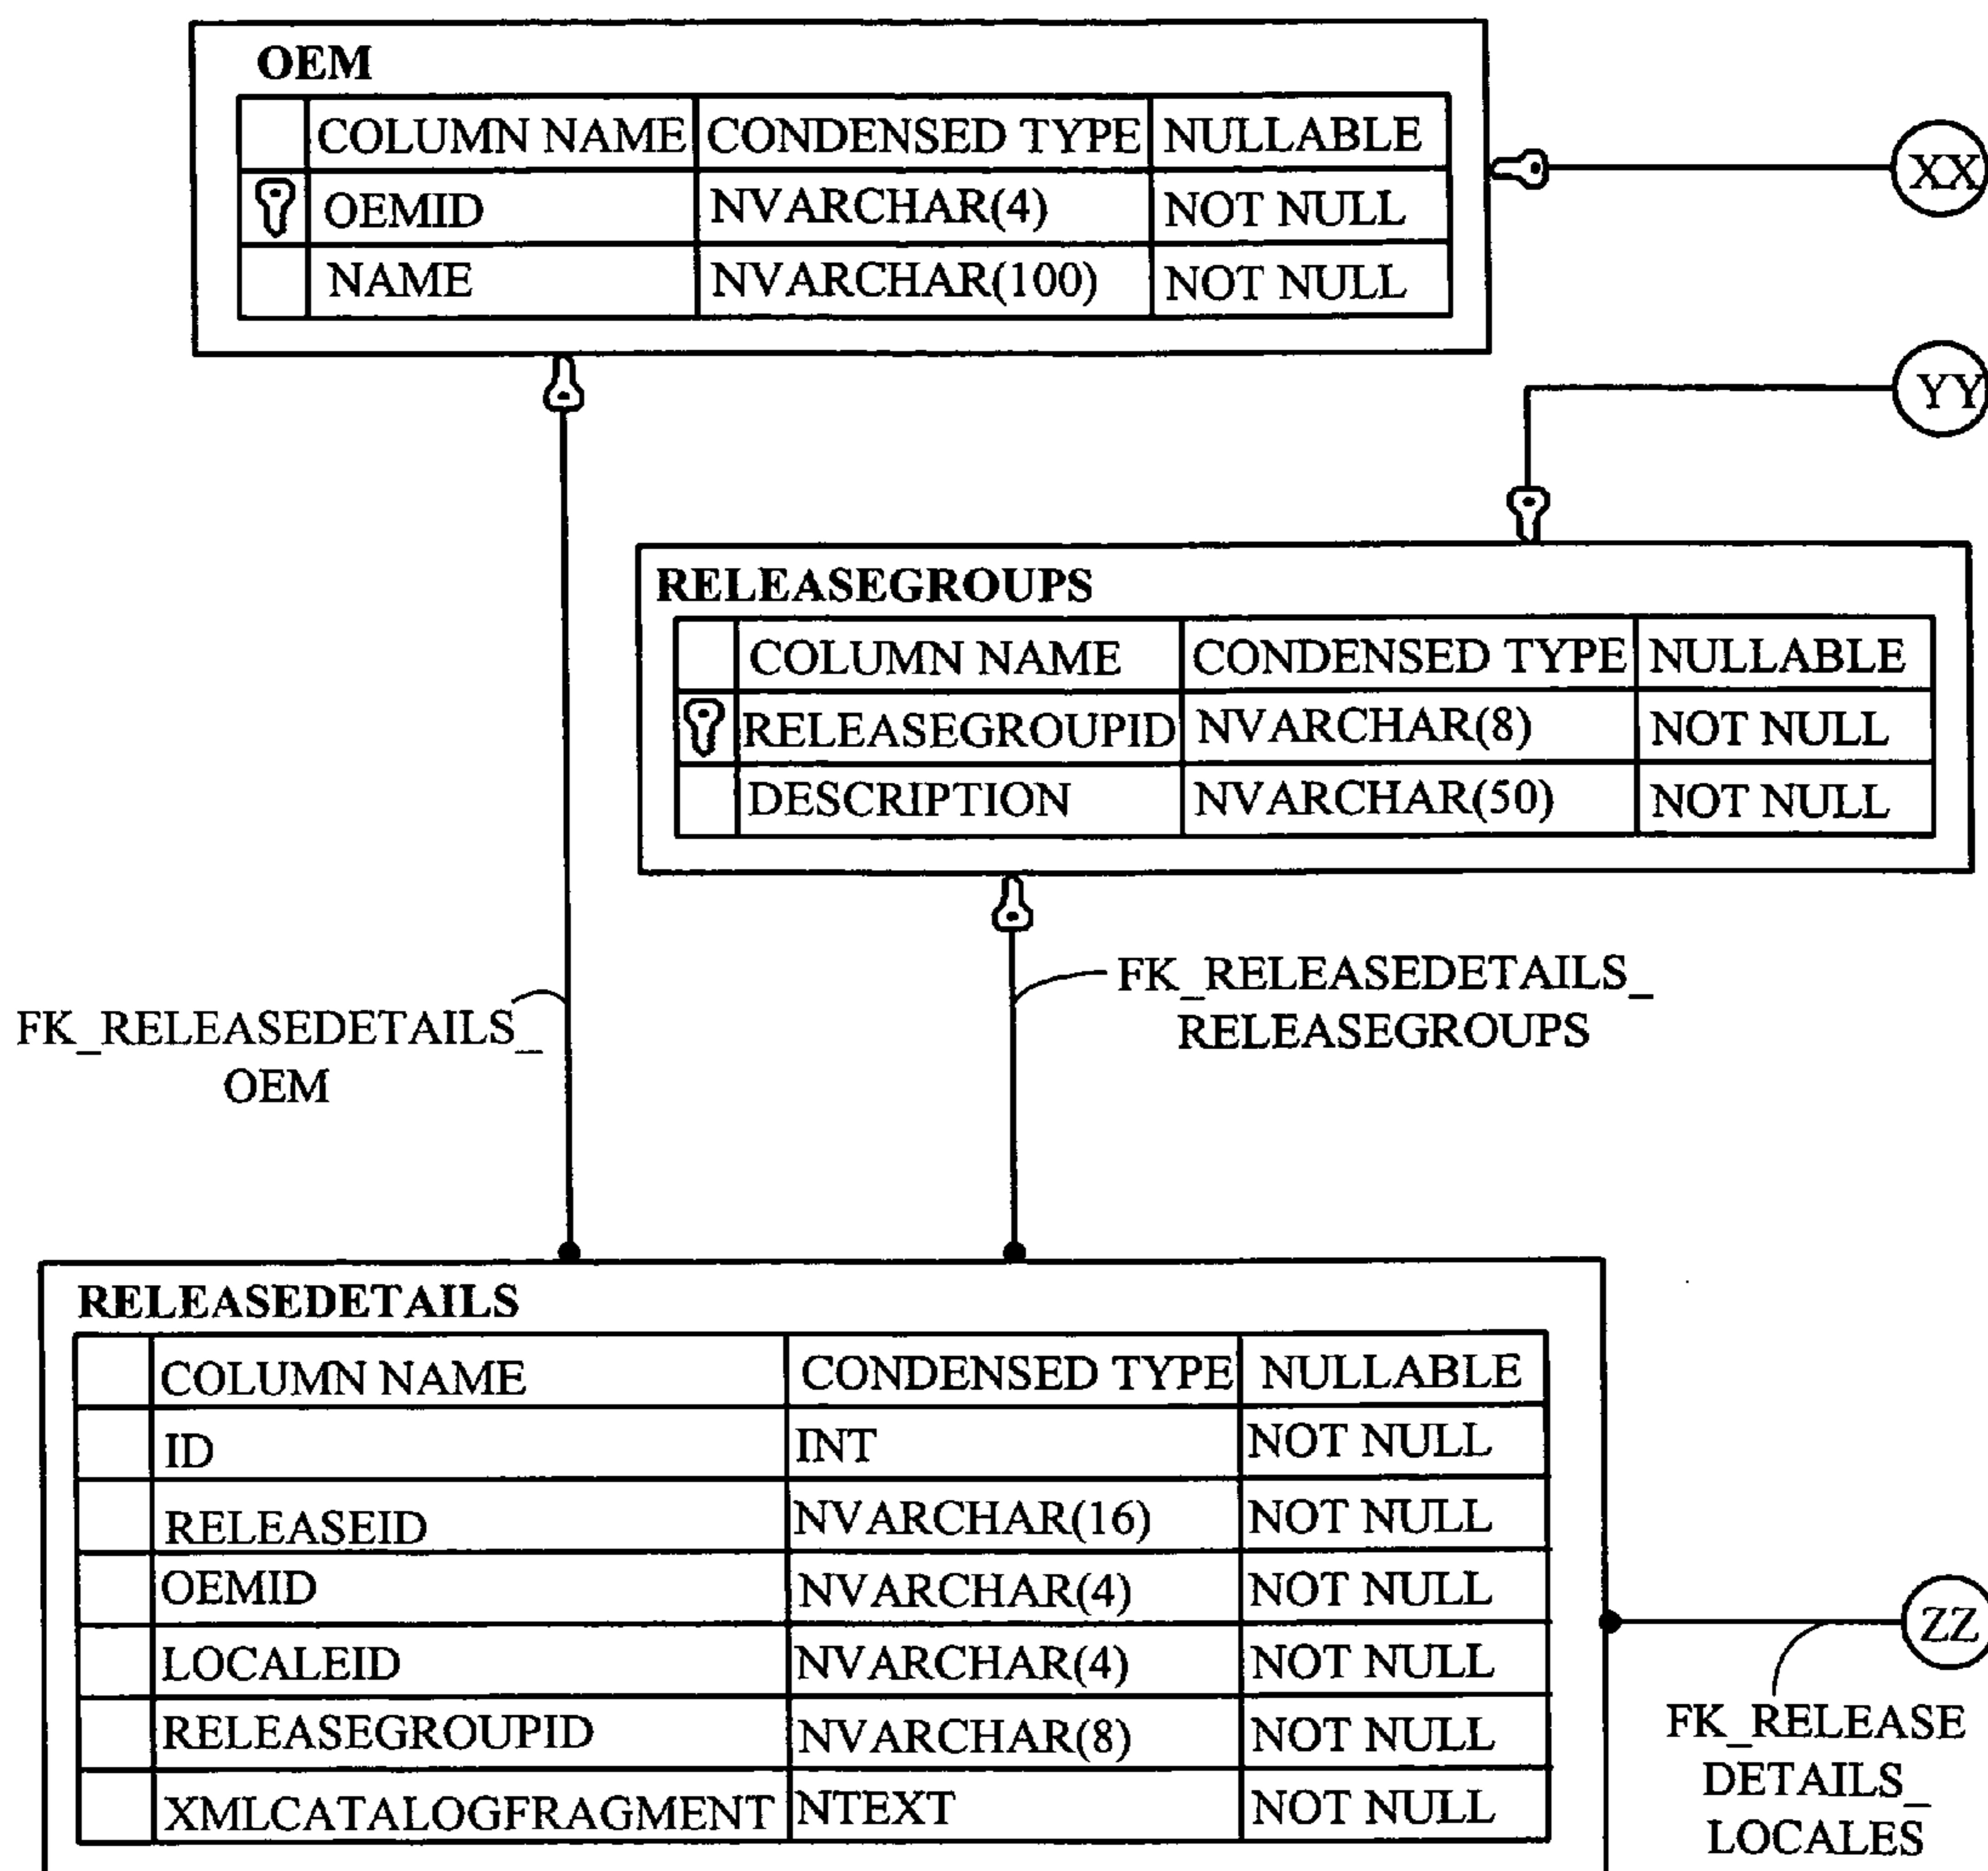 OEM
COLUMN NAME CONDENSED TYPE NULLABLE
OEMID NVARCHAR(4) NOT NULL
NAME NVARCHAR(100) NOT NULL
XX
YY
RELEASEGROUPS
COLUMN NAME CONDENSED TYPE NULLABLE
RELEASEGROUPID NVARCHAR(8) NOT NULL
DESCRIPTION NVARCHAR(50) NOT NULL
FK_RELEASEDETAILS_
OEM
FK_RELEASEDETAILS_
RELEASEGROUPS
RELEASEDETAILS
COLUMN NAME CONDENSED TYPE NULLABLE
ID INT NOT NULL
RELEASEID NVARCHAR(16) NOT NULL
OEMID NVARCHAR(4) NOT NULL
LOCALEID NVARCHAR(4) NOT NULL
RELEASEGROUPID NVARCHAR(8) NOT NULL
XMLCATALOGFRAGMENT NTEXT NOT NULL
ZZ
FK_RELEASE
DETAILS_
LOCALES